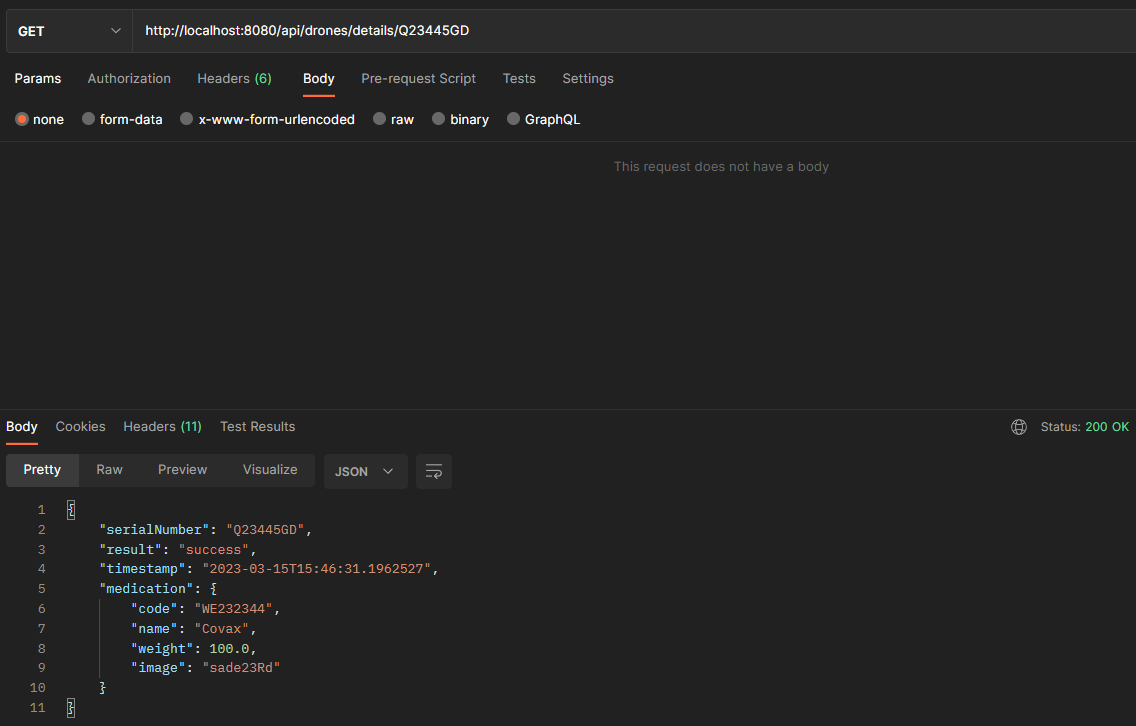 GET http://localhost:8080/api/drones/details/Q23445GD
Params Authorization Headers (6) Body Pre-request Script Tests Settings
none form-data x-www-form-urlencoded raw binary GraphQL
This request does not have a body
Body Cookies Headers (11) Test Results Status: 200 OK
Pretty Raw Preview Visualize JSON
1 {
2 "serialNumber": "Q23445GD",
3 "result": "success",
4 "timestamp": "2023-03-15T15:46:31.1962527",
5 "medication": {
6 "code": "WE232344",
7 "name": "Covax",
8 "weight": 100.0,
9 "image": "sade23Rd"
10 }
11 }